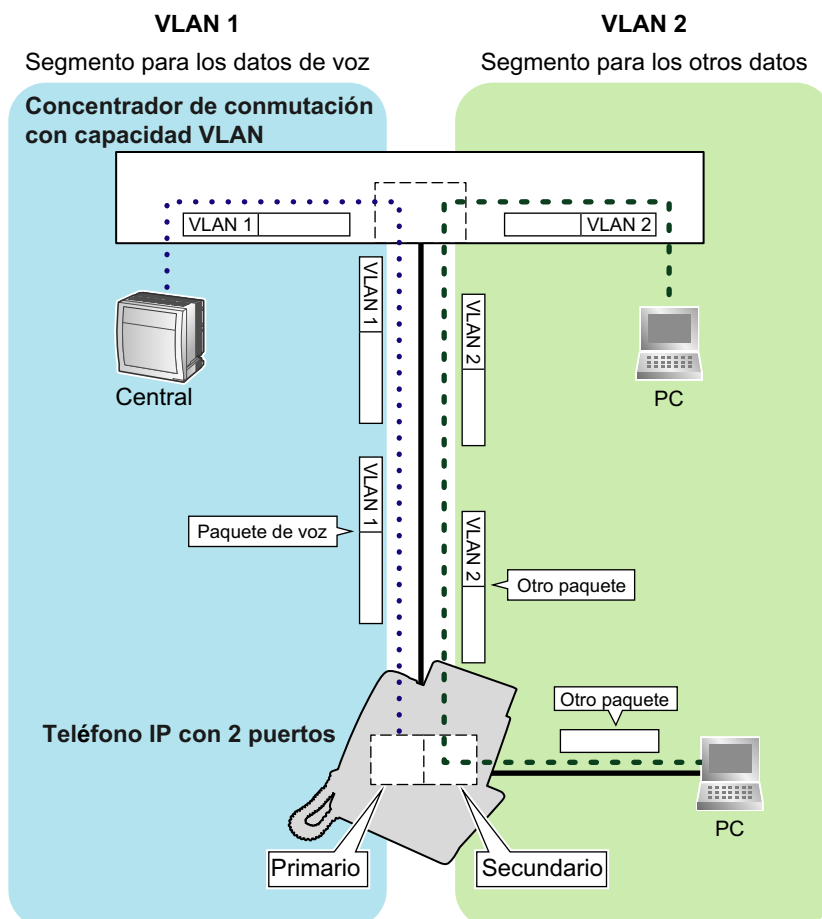 VLAN 1
VLAN 2
Segmento para los datos de voz
Segmento para los otros datos
Concentrador de conmutación
con capacidad VLAN
VLAN 1
VLAN 2
VLAN 1
VLAN 2
Central
PC
VLAN 1
Paquete de voz
VLAN 2
Otro paquete
Otro paquete
Teléfono IP con 2 puertos
PC
Primario
Secundario